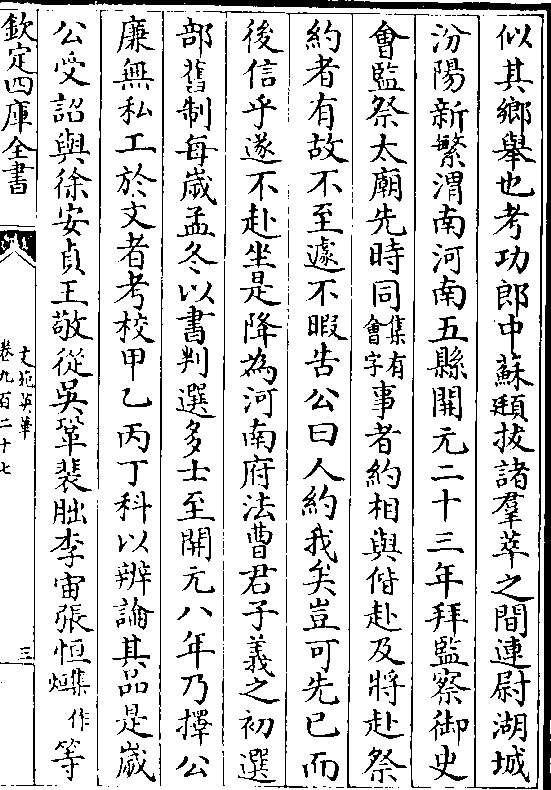 似其鄉舉也考功郎中蘇頲拔諸羣萃之間連尉湖城
汾陽新繁渭南河南五縣開元二十三年拜監察御史
會監祭太廟先時同集有會字事者約相與偕赴及將赴祭
約者有故不至遽不暇告公曰人約我矣豈可先已而
後信乎遂不赴坐是降為河南府法曹君子義之初選
部舊制每嵗孟冬以書判選多士至開元八年乃擇公
廉無私工於文者考校甲乙丙丁科以辨論其品是嵗
公受詔與徐安貞王敬從吳鞏裴朏李宙張恒集作烜等
欽定四庫全書
文苑英華
卷九百二十七
三